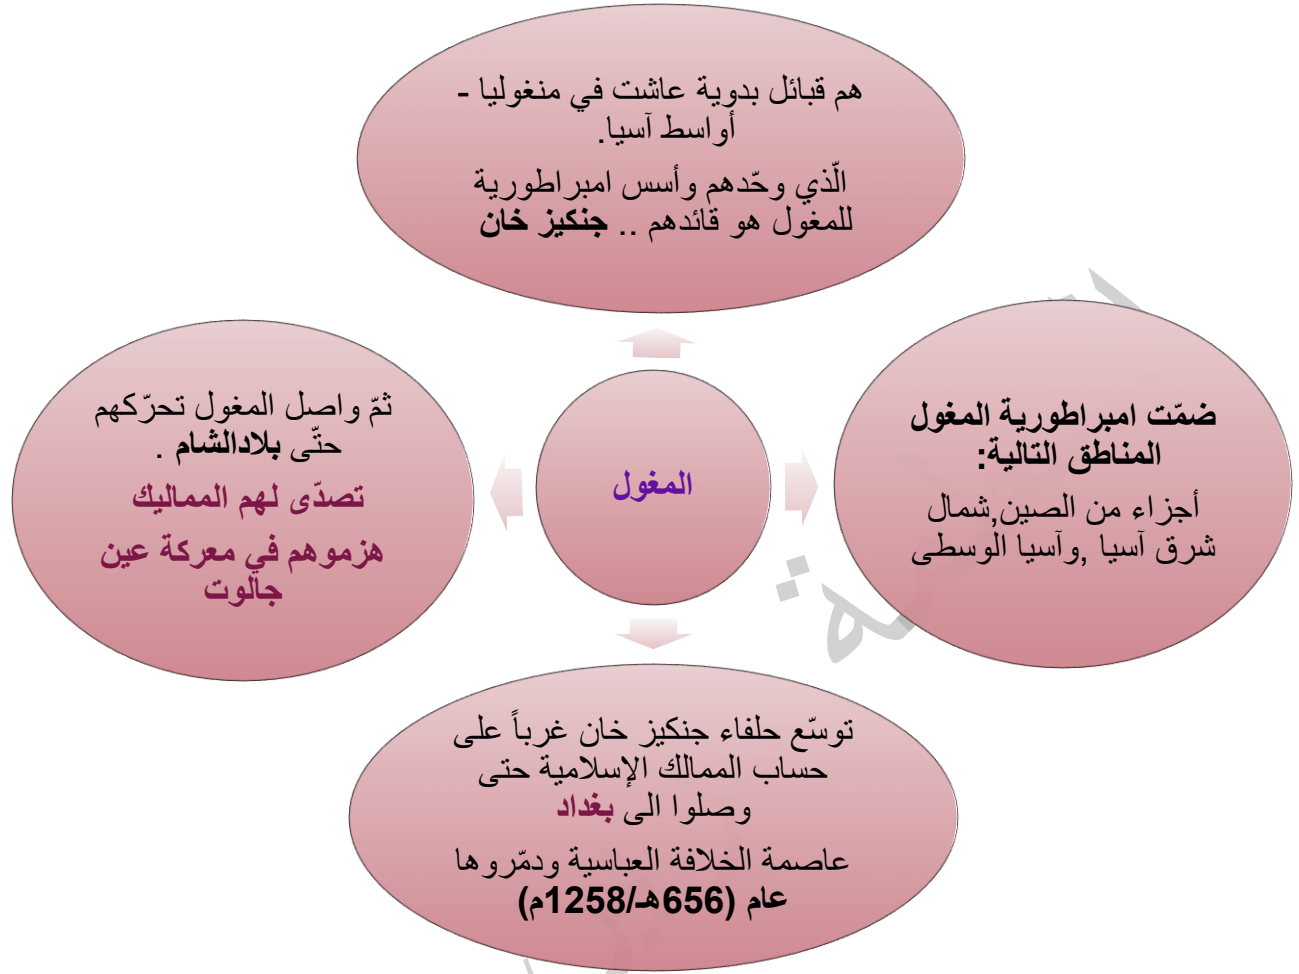 هم قبائل بدوية عاشت في منغوليا -
أواسط آسيا.
الّذي وحّدهم وأسس امبراطورية
للمغول هو قائدهم .. جنكيز خان
ضمّت امبراطورية المغول
المناطق التالية:
أجزاء من الصين,شمال
شرق آسيا ,وآسيا الوسطى
المغول
ثمّ واصل المغول تحرّكهم
حتّى بلادالشام .
تصدّى لهم المماليك
هزموهم في معركة عين
جالوت
توسّع حلفاء جنكيز خان غرباً على
حساب الممالك الإسلامية حتى
وصلوا الى بغداد
عاصمة الخلافة العباسية ودمّروها
عام (656هـ/1258م)